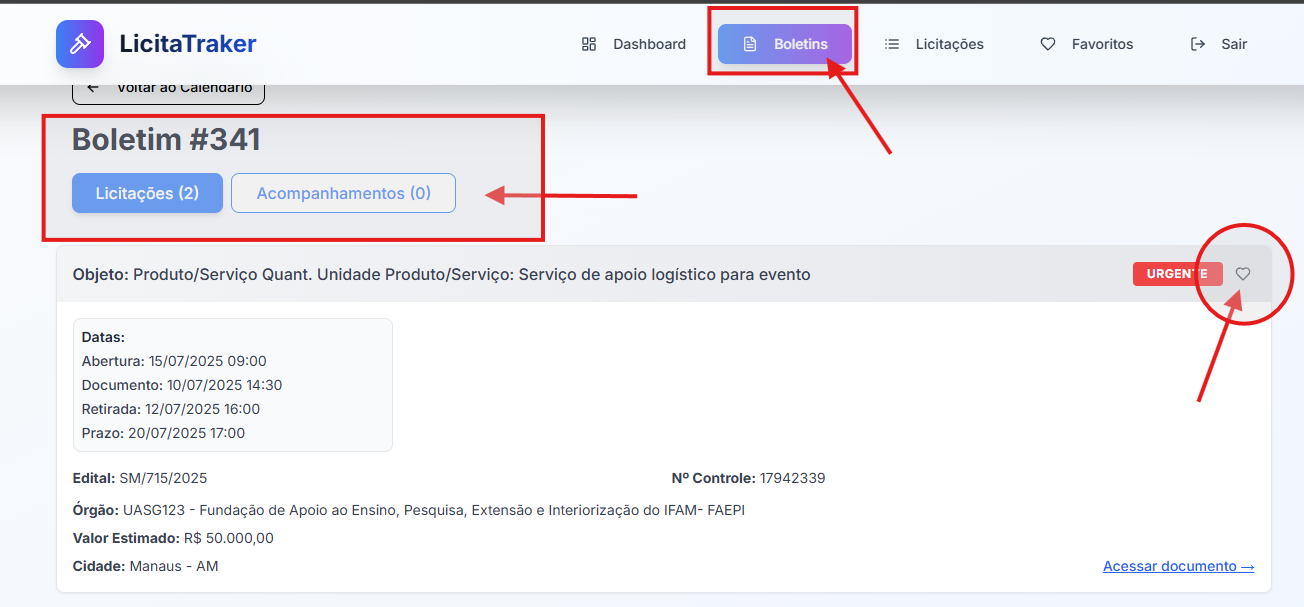 LicitaTraker
Dashboard
Boletins
Licitações
Favoritos
Sair
← Voltar ao Calendário
Boletim #341
Licitações (2)
Acompanhamentos (0)
Objeto: Produto/Serviço Quant. Unidade Produto/Serviço: Serviço de apoio logístico para evento
URGENTE
Datas:
Abertura: 15/07/2025 09:00
Documento: 10/07/2025 14:30
Retirada: 12/07/2025 16:00
Prazo: 20/07/2025 17:00
Edital: SM/715/2025
Nº Controle: 17942339
Órgão: UASG123 - Fundação de Apoio ao Ensino, Pesquisa, Extensão e Interiorização do IFAM- FAEPI
Valor Estimado: R$ 50.000,00
Cidade: Manaus - AM
Acessar documento →